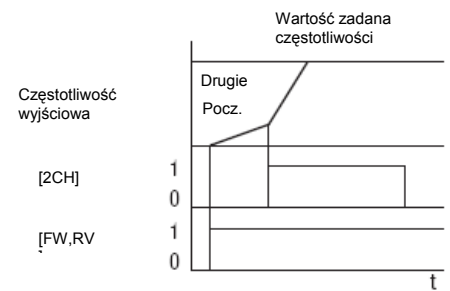 Wartość zadana
częstotliwości
Drugie
Pocz.
Częstotliwość
wyjściowa
[2CH]
1
0
[FW,RV
]
1
0
t